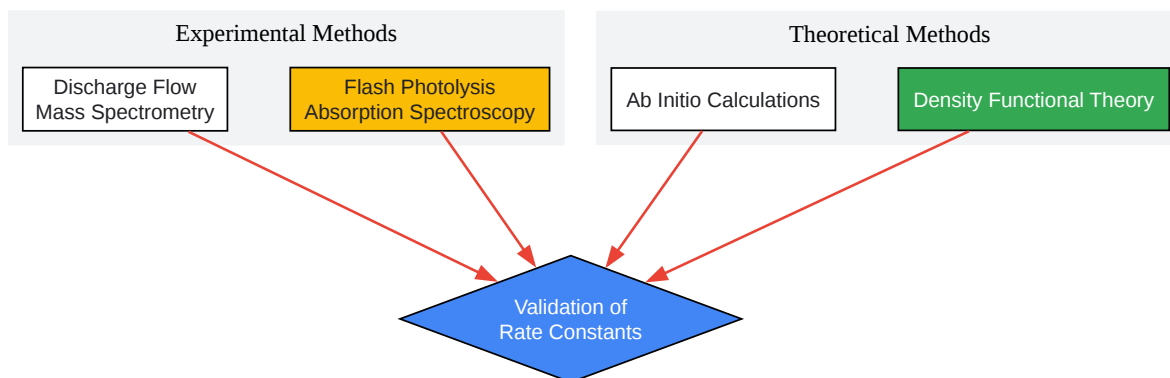 Experimental Methods
Discharge Flow
Mass Spectrometry
Flash Photolysis
Absorption Spectroscopy
Theoretical Methods
Ab Initio Calculations
Density Functional Theory
Validation of
Rate Constants